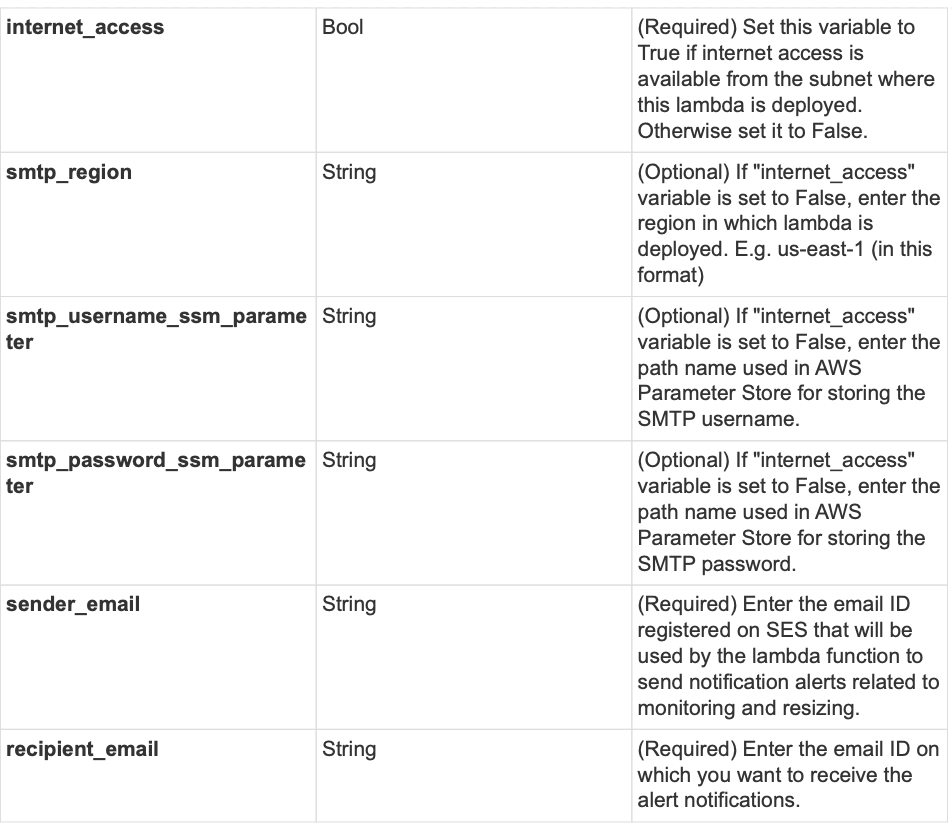 internet_access
Bool
(Required) Set this variable to
True if internet access is
available from the subnet where
this lambda is deployed.
Otherwise set it to False.
smtp_region
String
(Optional) If "internet_access"
variable is set to False, enter the
region in which lambda is
deployed. E.g. us-east-1 (in this
format)
smtp_username_ssm_parame
ter
String
(Optional) If "internet_access"
variable is set to False, enter the
path name used in AWS
Parameter Store for storing the
SMTP username.
smtp_password_ssm_parame
ter
String
(Optional) If "internet_access"
variable is set to False, enter the
path name used in AWS
Parameter Store for storing the
SMTP password.
sender_email
String
(Required) Enter the email ID
registered on SES that will be
used by the lambda function to
send notification alerts related to
monitoring and resizing.
recipient_email
String
(Required) Enter the email ID on
which you want to receive the
alert notifications.